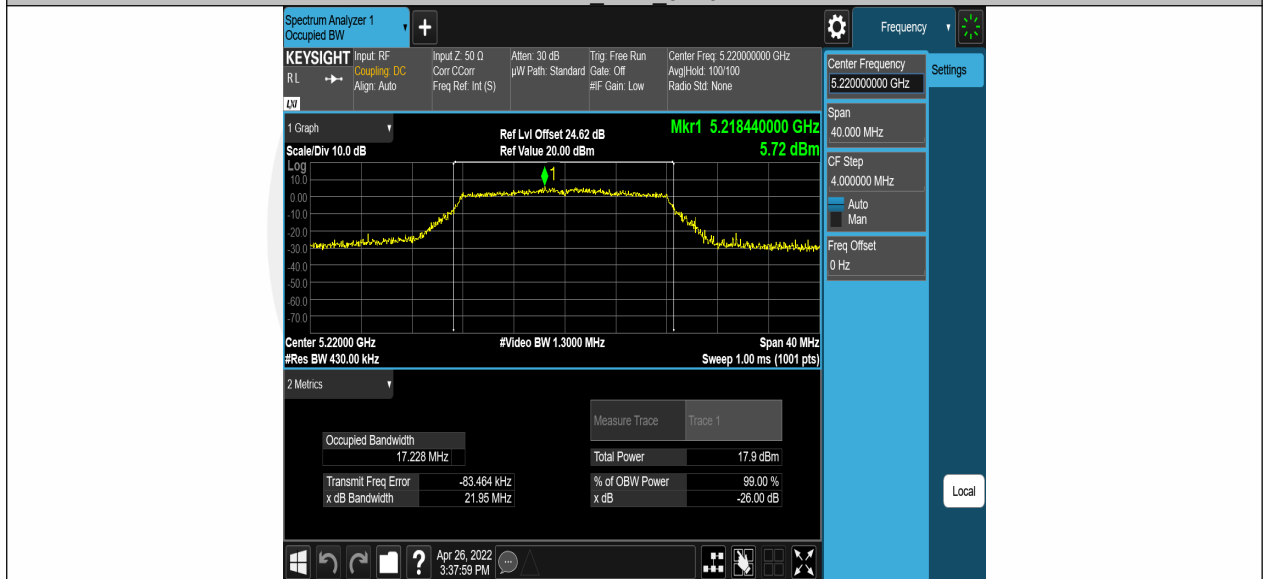 Spectrum Analyzer 1
Occupied BW
+
Frequency
KEYSIGHT
RL
LXI
Input: RF
Coupling: DC
Align: Auto
Input Z: 50 Ω
Corr CCorr
Freq Ref: Int (S)
Atten: 30 dB
µW Path: Standard
Trig: Free Run
Gate: Off
#IF Gain: Low
Center Freq: 5.220000000 GHz
Avg|Hold: 100/100
Radio Std: None
Center Frequency
5.220000000 GHz
Settings
Span
40.000 MHz
CF Step
4.000000 MHz
Auto
Man
Freq Offset
0 Hz
Local
1 Graph
Scale/Div 10.0 dB
Ref Lvl Offset 24.62 dB
Ref Value 20.00 dBm
Mkr1 5.218440000 GHz
5.72 dBm
Log
10.0
0.00
-10.0
-20.0
-30.0
-40.0
-50.0
-60.0
-70.0
1
Center 5.22000 GHz
#Video BW 1.3000 MHz
Span 40 MHz
#Res BW 430.00 kHz
Sweep 1.00 ms (1001 pts)
2 Metrics
Measure Trace
Trace 1
Occupied Bandwidth
17.228 MHz
Total Power
17.9 dBm
Transmit Freq Error
-83.464 kHz
% of OBW Power
99.00 %
x dB Bandwidth
21.95 MHz
x dB
-26.00 dB
?
Apr 26, 2022
3:37:59 PM